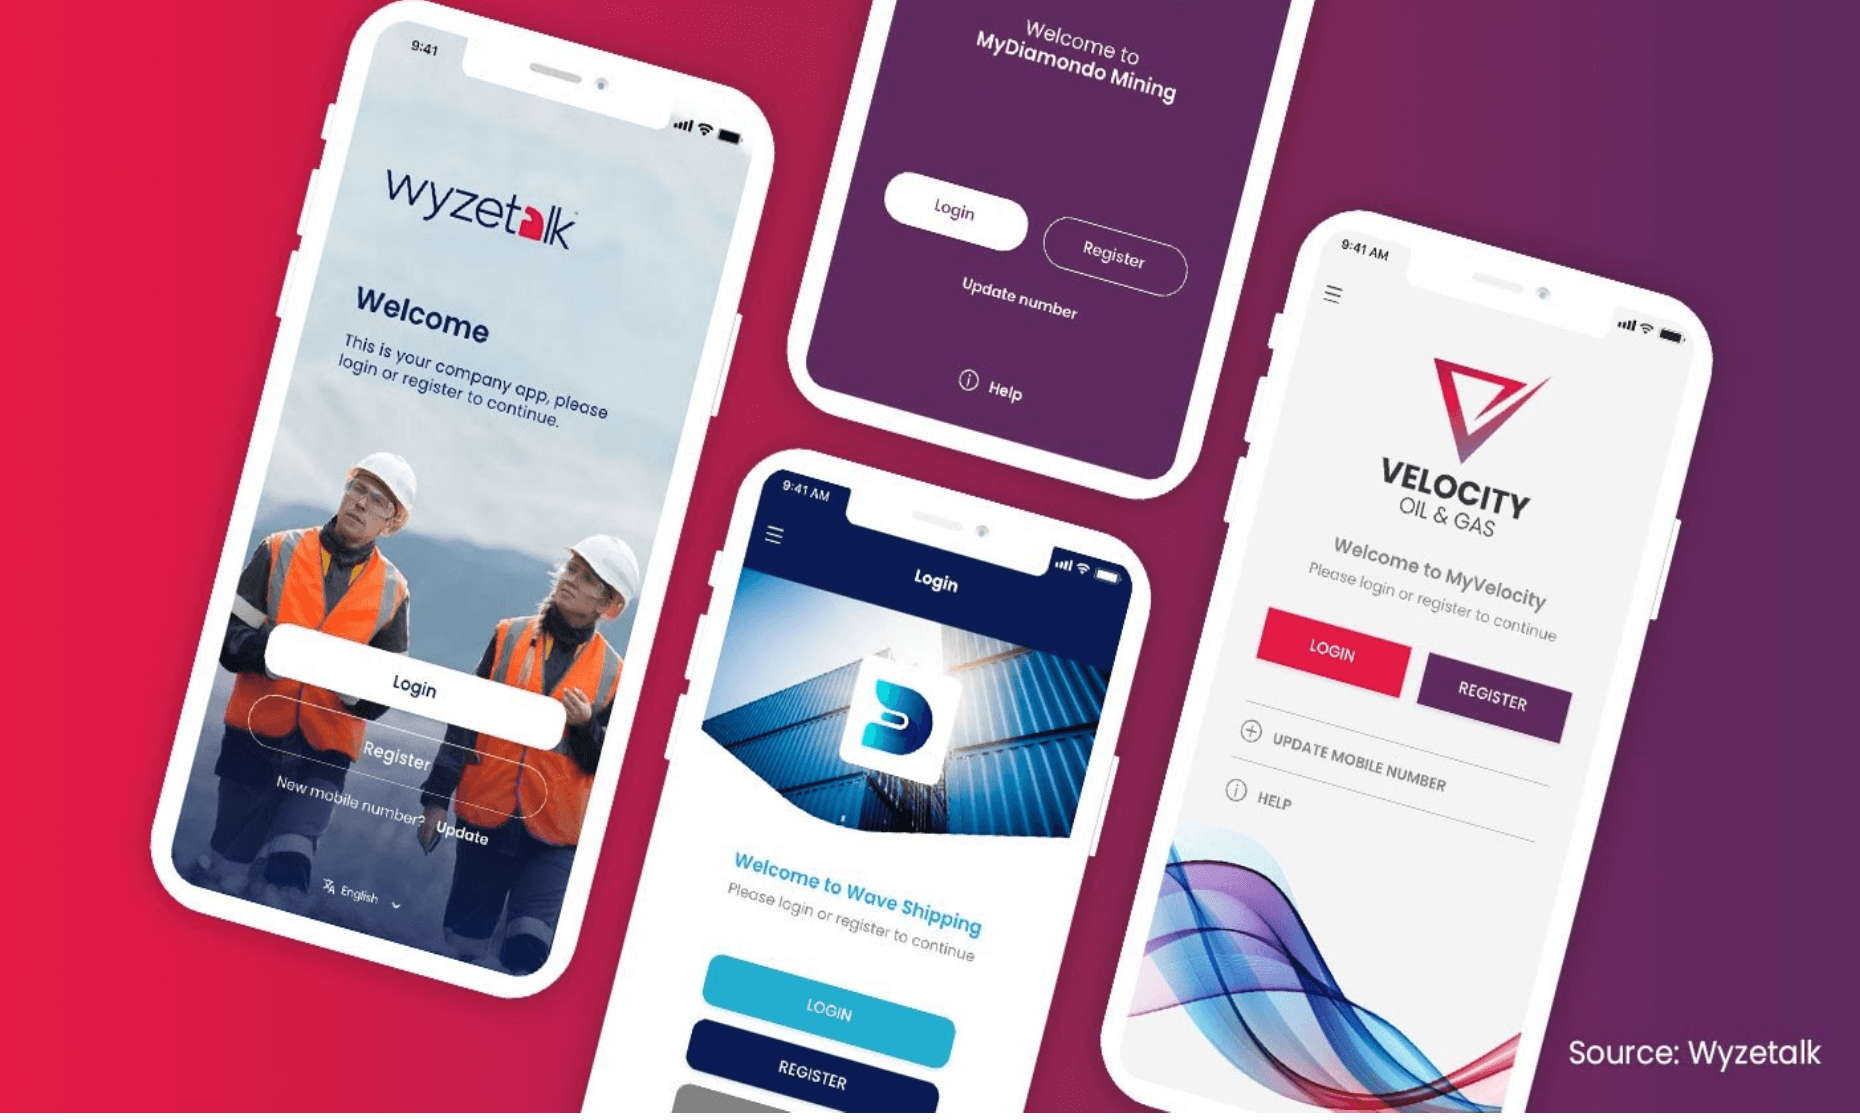 9:41
wyzetalk
Welcome
This is your company app, please
login or register to continue.
Login
Register
New mobile number? Update
English
Welcome to
MyDiamondo Mining
Login
Register
Update number
Help
9:41 AM
Login
Welcome to Wave Shipping
Please login or register to continue
LOGIN
REGISTER
9:41 AM
VELOCITY
OIL & GAS
Welcome to MyVelocity
Please login or register to continue
LOGIN
REGISTER
UPDATE MOBILE NUMBER
HELP
Source: Wyzetalk